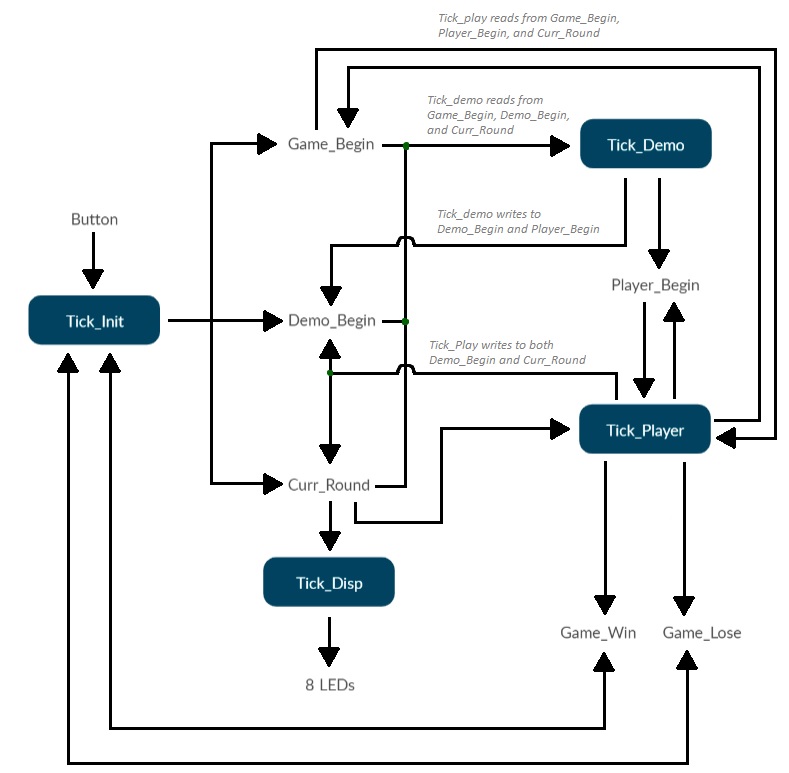 Tick_play reads from Game_Begin,
Player_Begin, and Curr_Round
Tick_demo reads from
Game_Begin, Demo_Begin,
and Curr_Round
Game_Begin
Tick_Demo
Button
Tick_demo writes to
Demo_Begin and Player_Begin
Player_Begin
Tick_Init
Demo_Begin
Tick_Play writes to both
Demo_Begin and Curr_Round
Tick_Player
Curr_Round
Tick_Disp
Game_Win
Game_Lose
8 LEDs